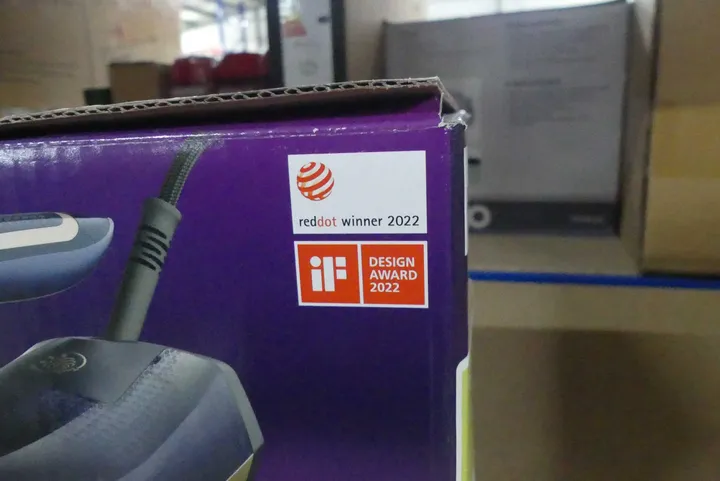 reddot winner 2022
iF
DESIGN
AWARD
2022